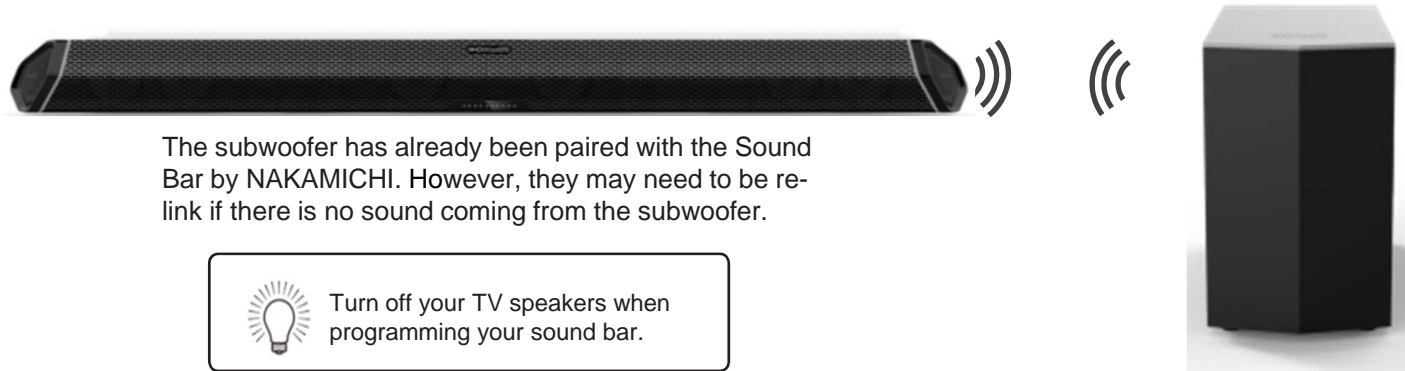 The subwoofer has already been paired with the Sound
Bar by NAKAMICHI. However, they may need to be re-
link if there is no sound coming from the subwoofer.
Turn off your TV speakers when
programming your sound bar.